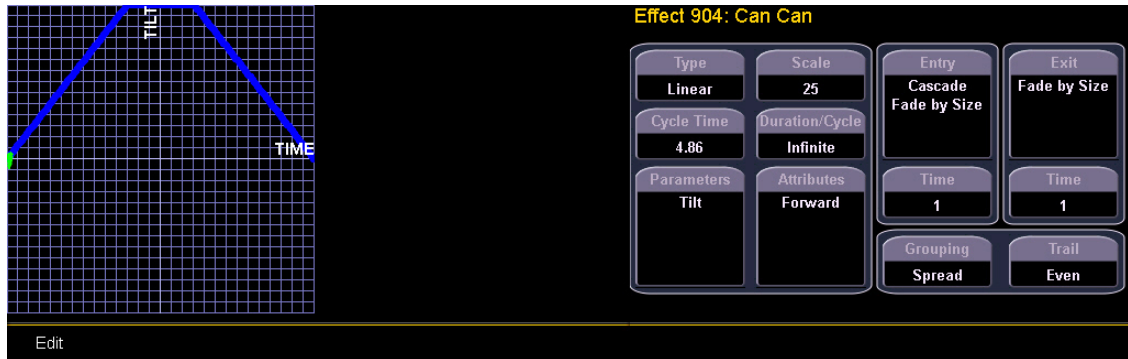 Effect 904: Can Can
TILT
TIME
Type
Linear
Scale
25
Cycle Time
4.86
Duration/Cycle
Infinite
Parameters
Tilt
Attributes
Forward
Entry
Cascade
Fade by Size
Time
1
Exit
Fade by Size
Time
1
Grouping
Spread
Trail
Even
Edit